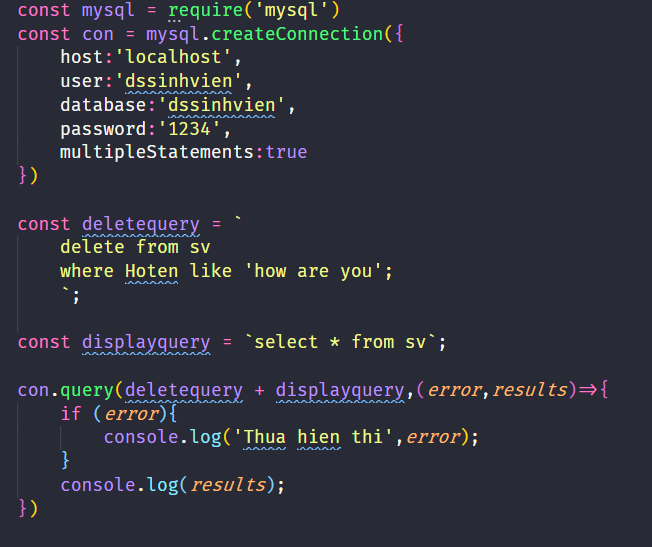 const mysql = require('mysql')
const con = mysql.createConnection({
    host:'localhost',
    user:'dssinhvien',
    database:'dssinhvien',
    password:'1234',
    multipleStatements:true
})

const deletequery = `
    delete from sv
    where Hoten like 'how are you';
    `;

const displayquery = `select * from sv`;

con.query(deletequery + displayquery,(error,results)=>{
    if (error){
        console.log('Thua hien thi',error);
    }
    console.log(results);
})